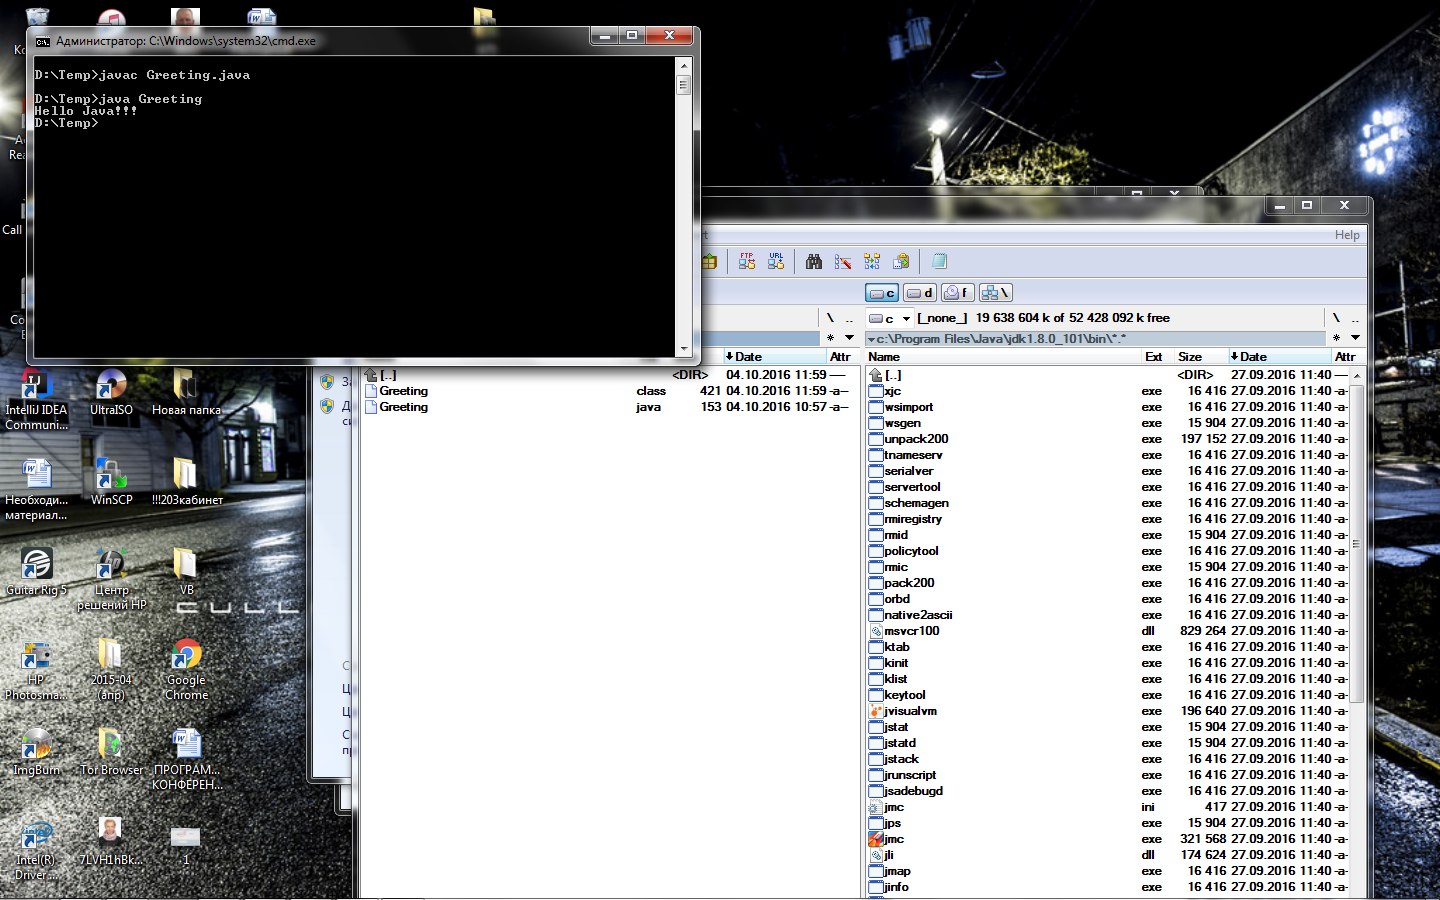 Администратор: C:\Windows\system32\cmd.exe
D:\Temp>javac Greeting.java
D:\Temp>java Greeting
Hello Java!!!
D:\Temp>
Call
IntelliJ IDEA
Communi...
UltraISO
Новая папка
Необходи...
материал...
WinSCP
!!!203кабинет
Guitar Rig 5
Центр
решений HP
VB
CULL
HP
Photosma...
2015-04
(апр)
Google
Chrome
ImgBurn
Tor Browser
ПРОГРАМ...
КОНФЕРЕН...
Intel(R)
Driver ...
7LVH1hBk...
1
Help
FTP
URL
c
d
f
\
\ ..
c [_none_] 19 638 604 k of 52 428 092 k free
\ ..
*
c:\Program Files\Java\jdk1.8.0_101\bin\*.*
*
Date Attr
[..] <DIR> 04.10.2016 11:59 ----
Greeting class 421 04.10.2016 11:59 -a--
Greeting java 153 04.10.2016 10:57 -a--
Name Ext Size Date Attr
[..] <DIR> 27.09.2016 11:40 ---
xjc exe 16 416 27.09.2016 11:40 -a-
wsimport exe 16 416 27.09.2016 11:40 -a-
wsgen exe 15 904 27.09.2016 11:40 -a-
unpack200 exe 197 152 27.09.2016 11:40 -a-
tnameserv exe 16 416 27.09.2016 11:40 -a-
serialver exe 16 416 27.09.2016 11:40 -a-
servertool exe 16 416 27.09.2016 11:40 -a-
schemagen exe 16 416 27.09.2016 11:40 -a-
rmiregistry exe 16 416 27.09.2016 11:40 -a-
rmid exe 15 904 27.09.2016 11:40 -a-
policytool exe 16 416 27.09.2016 11:40 -a-
rmic exe 15 904 27.09.2016 11:40 -a-
pack200 exe 16 416 27.09.2016 11:40 -a-
orbd exe 16 416 27.09.2016 11:40 -a-
native2ascii exe 16 416 27.09.2016 11:40 -a-
msvcr100 dll 829 264 27.09.2016 11:40 -a-
ktab exe 16 416 27.09.2016 11:40 -a-
kinit exe 16 416 27.09.2016 11:40 -a-
klist exe 16 416 27.09.2016 11:40 -a-
keytool exe 16 416 27.09.2016 11:40 -a-
jvisualvm exe 196 640 27.09.2016 11:40 -a-
jstat exe 15 904 27.09.2016 11:40 -a-
jstatd exe 15 904 27.09.2016 11:40 -a-
jstack exe 16 416 27.09.2016 11:40 -a-
jrunscript exe 16 416 27.09.2016 11:40 -a-
jsadebugd exe 16 416 27.09.2016 11:40 -a-
jmc ini 417 27.09.2016 11:40 -a-
jps exe 15 904 27.09.2016 11:40 -a-
jmc exe 321 568 27.09.2016 11:40 -a-
jli dll 174 624 27.09.2016 11:40 -a-
jmap exe 16 416 27.09.2016 11:40 -a-
jinfo exe 16 416 27.09.2016 11:40 -a-